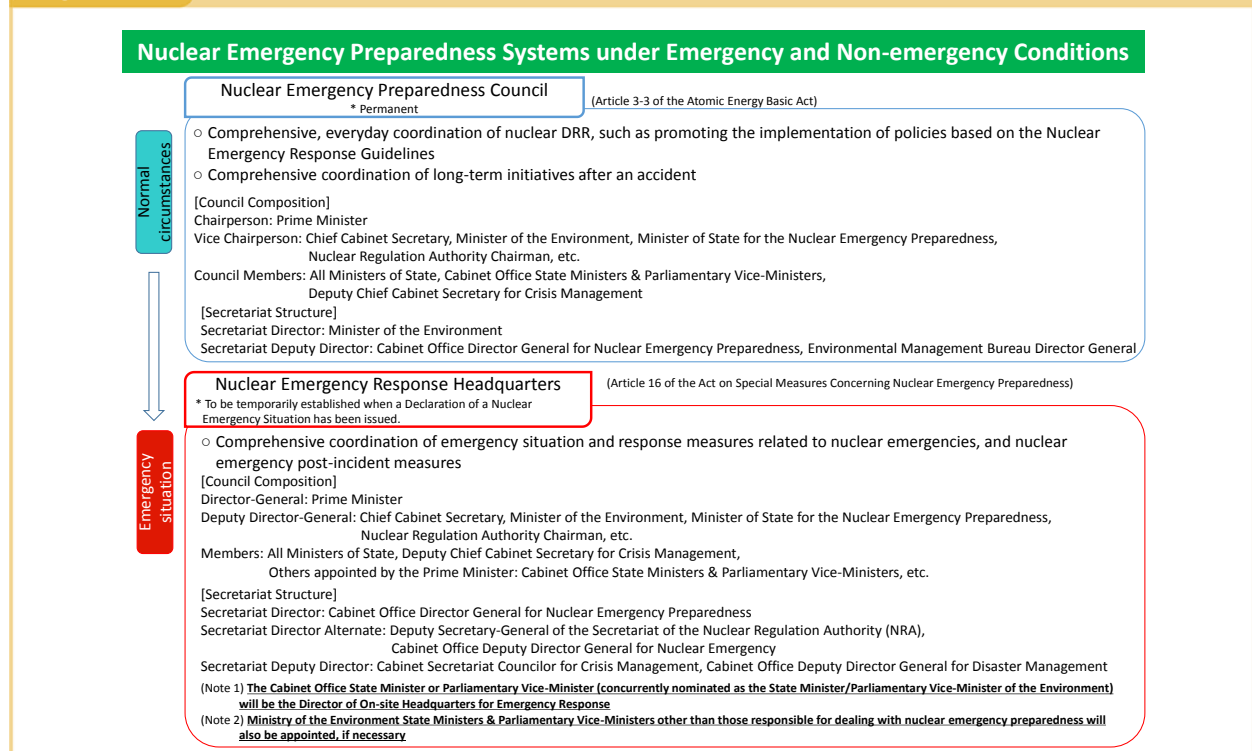 Nuclear Emergency Preparedness Systems under Emergency and Non-emergency Conditions
Nuclear Emergency Preparedness Council
* Permanent
(Article 3-3 of the Atomic Energy Basic Act)
Normal
circumstances
○ Comprehensive, everyday coordination of nuclear DRR, such as promoting the implementation of policies based on the Nuclear
Emergency Response Guidelines
○ Comprehensive coordination of long-term initiatives after an accident
[Council Composition]
Chairperson: Prime Minister
Vice Chairperson: Chief Cabinet Secretary, Minister of the Environment, Minister of State for the Nuclear Emergency Preparedness,
Nuclear Regulation Authority Chairman, etc.
Council Members: All Ministers of State, Cabinet Office State Ministers & Parliamentary Vice-Ministers,
Deputy Chief Cabinet Secretary for Crisis Management
[Secretariat Structure]
Secretariat Director: Minister of the Environment
Secretariat Deputy Director: Cabinet Office Director General for Nuclear Emergency Preparedness, Environmental Management Bureau Director General
Nuclear Emergency Response Headquarters
* To be temporarily established when a Declaration of a Nuclear
Emergency Situation has been issued.
(Article 16 of the Act on Special Measures Concerning Nuclear Emergency Preparedness)
Emergency
situation
○ Comprehensive coordination of emergency situation and response measures related to nuclear emergencies, and nuclear
emergency post-incident measures
[Council Composition]
Director-General: Prime Minister
Deputy Director-General: Chief Cabinet Secretary, Minister of the Environment, Minister of State for the Nuclear Emergency Preparedness,
Nuclear Regulation Authority Chairman, etc.
Members: All Ministers of State, Deputy Chief Cabinet Secretary for Crisis Management,
Others appointed by the Prime Minister: Cabinet Office State Ministers & Parliamentary Vice-Ministers, etc.
[Secretariat Structure]
Secretariat Director: Cabinet Office Director General for Nuclear Emergency Preparedness
Secretariat Director Alternate: Deputy Secretary-General of the Secretariat of the Nuclear Regulation Authority (NRA),
Cabinet Office Deputy Director General for Nuclear Emergency
Secretariat Deputy Director: Cabinet Secretariat Councilor for Crisis Management, Cabinet Office Deputy Director General for Disaster Management
(Note 1) The Cabinet Office State Minister or Parliamentary Vice-Minister (concurrently nominated as the State Minister/Parliamentary Vice-Minister of the Environment)
will be the Director of On-site Headquarters for Emergency Response
(Note 2) Ministry of the Environment State Ministers & Parliamentary Vice-Ministers other than those responsible for dealing with nuclear emergency preparedness will
also be appointed, if necessary